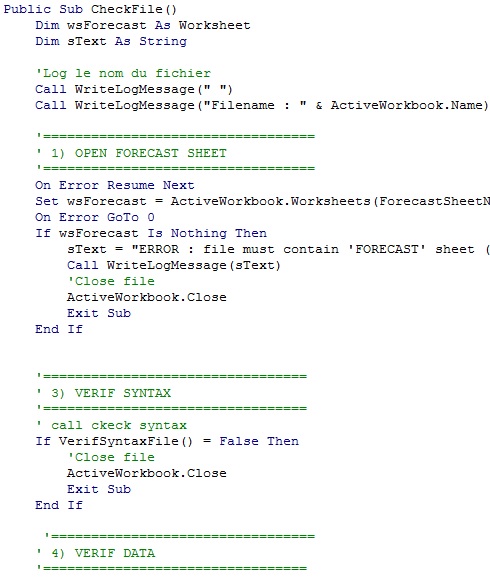 Public Sub CheckFile()
    Dim wsForecast As Worksheet
    Dim sText As String

    'Log le nom du fichier
    Call WriteLogMessage(" ")
    Call WriteLogMessage("Filename : " & ActiveWorkbook.Name)

    '==================================
    ' 1) OPEN FORECAST SHEET
    '==================================
    On Error Resume Next
    Set wsForecast = ActiveWorkbook.Worksheets(ForecastSheetN
    On Error GoTo 0
    If wsForecast Is Nothing Then
        sText = "ERROR : file must contain 'FORECAST' sheet (
        Call WriteLogMessage(sText)
        'Close file
        ActiveWorkbook.Close
        Exit Sub
    End If


    '=================================
    ' 3) VERIF SYNTAX
    '=================================
    ' call ckeck syntax
    If VerifSyntaxFile() = False Then
        'Close file
        ActiveWorkbook.Close
        Exit Sub
    End If

     '=================================
    ' 4) VERIF DATA
    '=================================